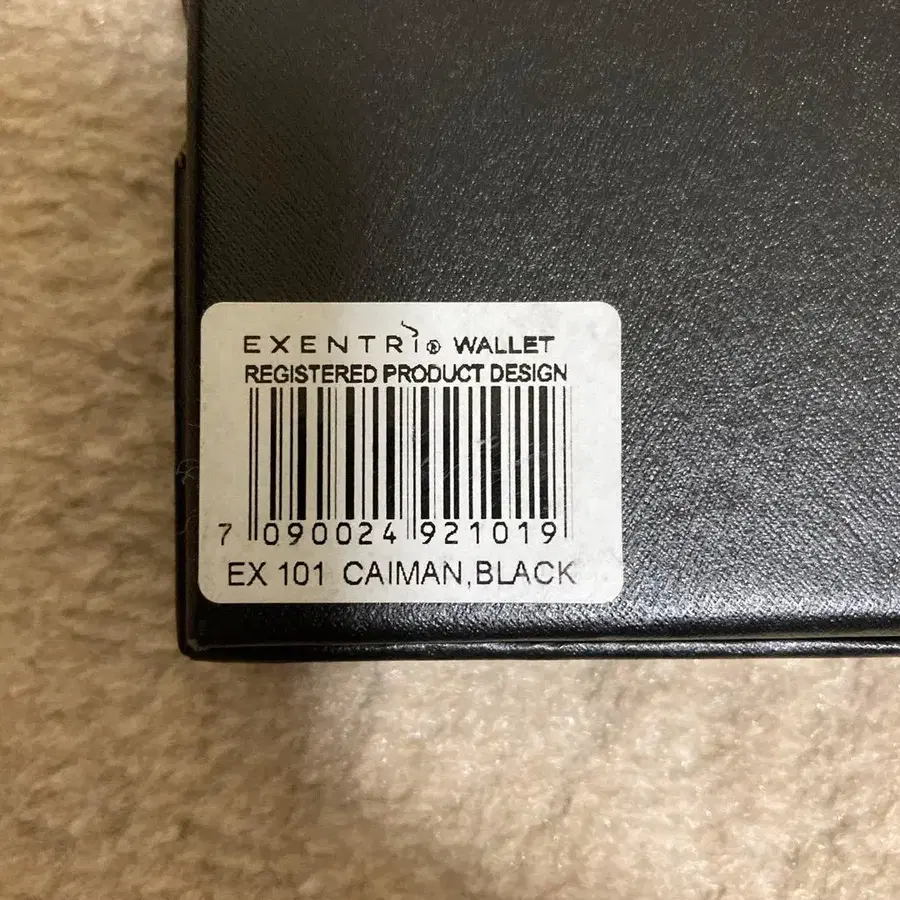 EXENTRI® WALLET
REGISTERED PRODUCT DESIGN
7 090024 921019
EX 101 CAIMAN,BLACK